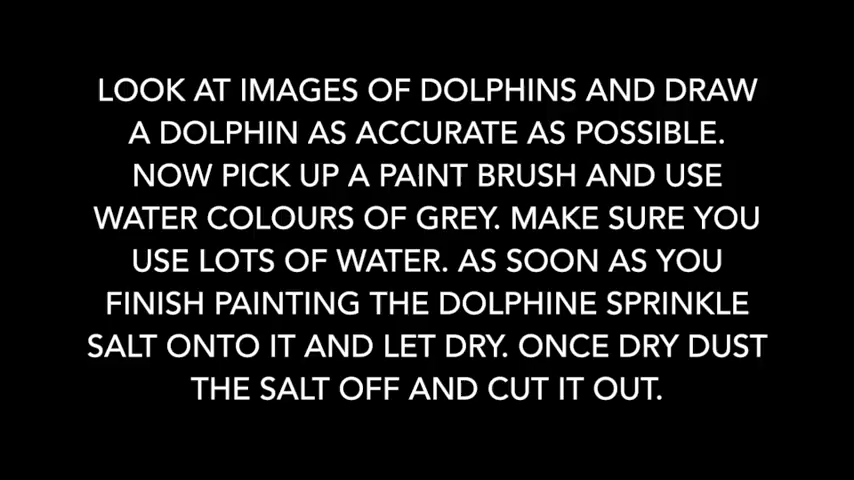 LOOK AT IMAGES OF DOLPHINS AND DRAW
A DOLPHIN AS ACCURATE AS POSSIBLE.
NOW PICK UP A PAINT BRUSH AND USE
WATER COLOURS OF GREY. MAKE SURE YOU
USE LOTS OF WATER. AS SOON AS YOU
FINISH PAINTING THE DOLPHINE SPRINKLE
SALT ONTO IT AND LET DRY. ONCE DRY DUST
THE SALT OFF AND CUT IT OUT.